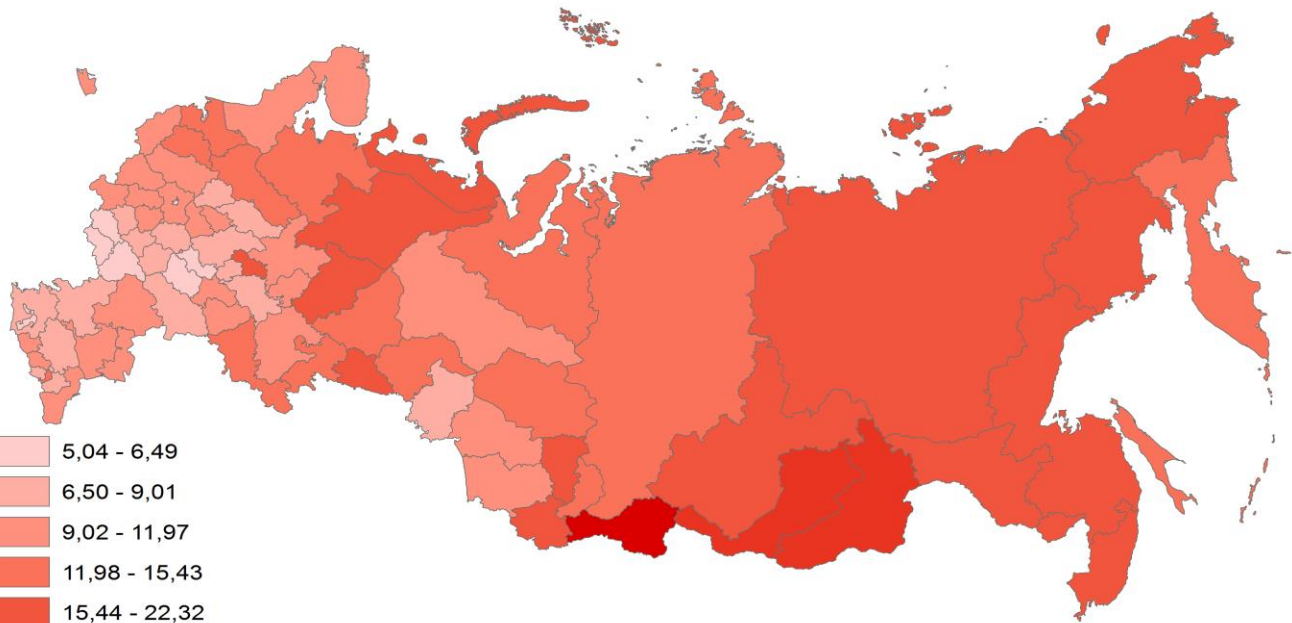 5,04 - 6,49
6,50 - 9,01
9,02 - 11,97
11,98 - 15,43
15,44 - 22,32